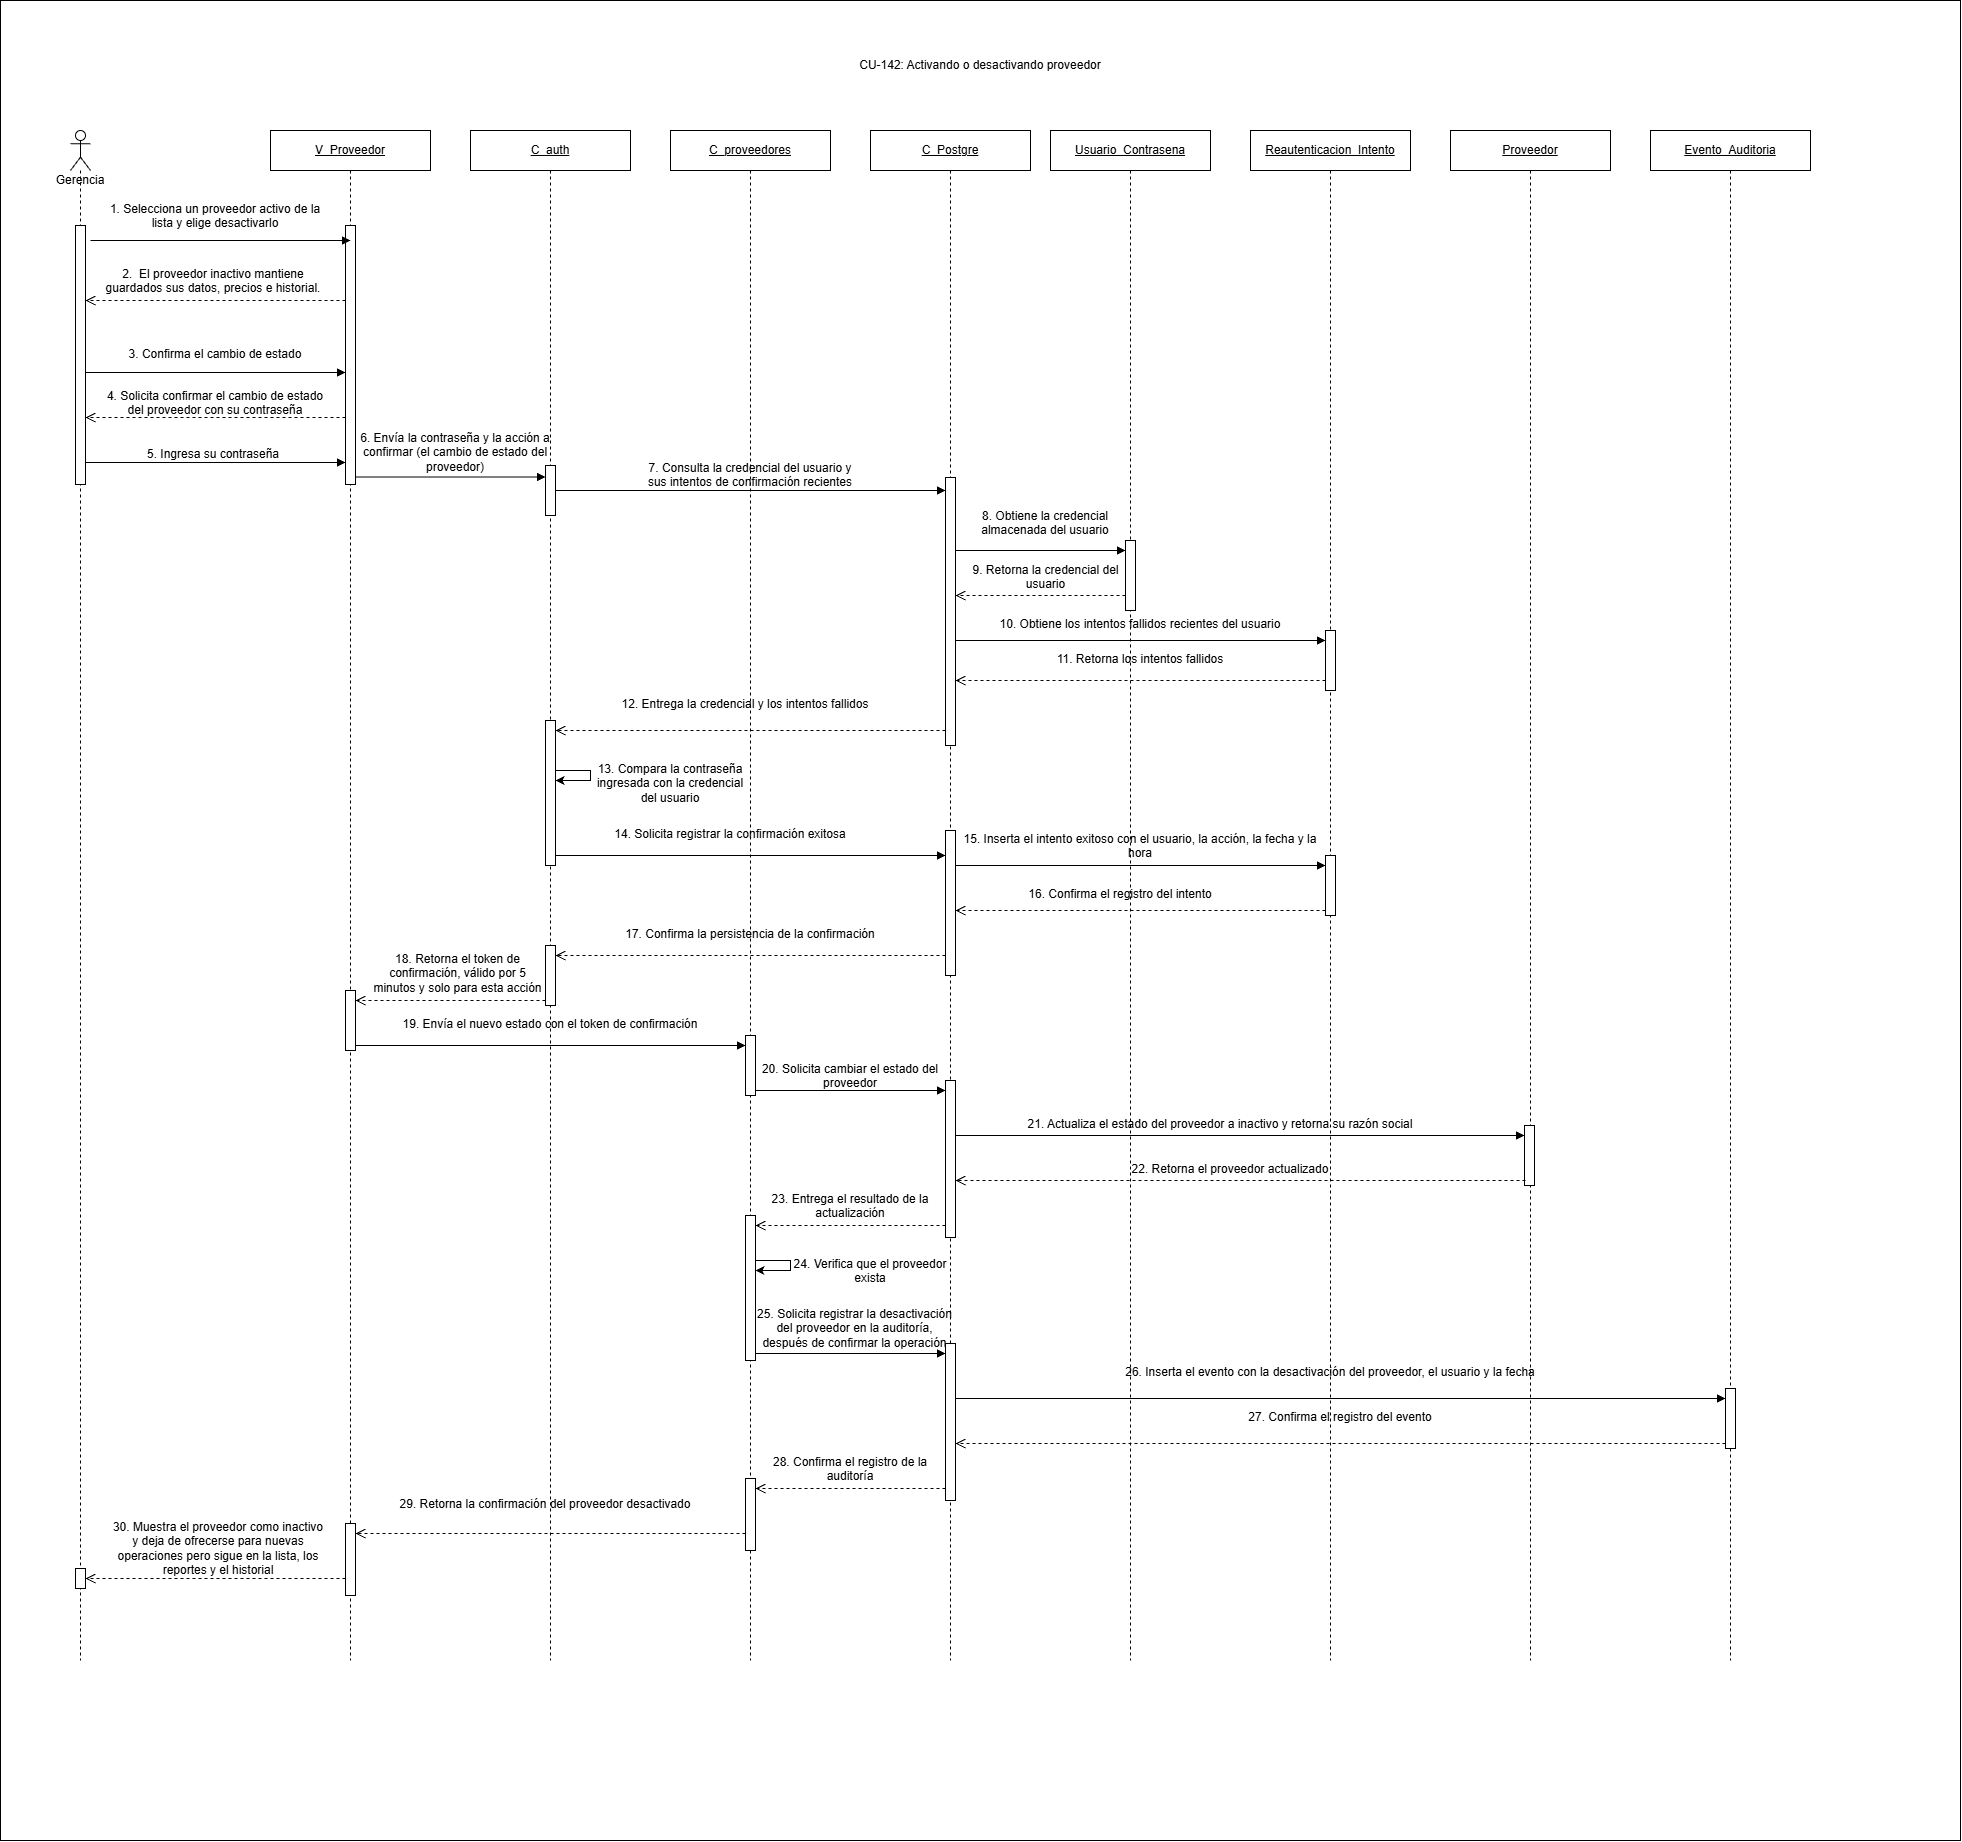 CU-142: Activando o desactivando proveedor
Gerencia
V_Proveedor
C_auth
C_proveedores
C_Postgre
Usuario_Contrasena
Reautenticacion_Intento
Proveedor
Evento_Auditoria
1. Selecciona un proveedor activo de la
lista y elige desactivarlo
2.  El proveedor inactivo mantiene
guardados sus datos, precios e historial.
3. Confirma el cambio de estado
4. Solicita confirmar el cambio de estado
del proveedor con su contraseña
5. Ingresa su contraseña
6. Envía la contraseña y la acción a
confirmar (el cambio de estado del
proveedor)
7. Consulta la credencial del usuario y
sus intentos de confirmación recientes
8. Obtiene la credencial
almacenada del usuario
9. Retorna la credencial del
usuario
10. Obtiene los intentos fallidos recientes del usuario
11. Retorna los intentos fallidos
12. Entrega la credencial y los intentos fallidos
13. Compara la contraseña
ingresada con la credencial
del usuario
14. Solicita registrar la confirmación exitosa
15. Inserta el intento exitoso con el usuario, la acción, la fecha y la
hora
16. Confirma el registro del intento
17. Confirma la persistencia de la confirmación
18. Retorna el token de
confirmación, válido por 5
minutos y solo para esta acción
19. Envía el nuevo estado con el token de confirmación
20. Solicita cambiar el estado del
proveedor
21. Actualiza el estado del proveedor a inactivo y retorna su razón social
22. Retorna el proveedor actualizado
23. Entrega el resultado de la
actualización
24. Verifica que el proveedor
exista
25. Solicita registrar la desactivación
del proveedor en la auditoría,
después de confirmar la operación
26. Inserta el evento con la desactivación del proveedor, el usuario y la fecha
27. Confirma el registro del evento
28. Confirma el registro de la
auditoría
29. Retorna la confirmación del proveedor desactivado
30. Muestra el proveedor como inactivo
y deja de ofrecerse para nuevas
operaciones pero sigue en la lista, los
reportes y el historial